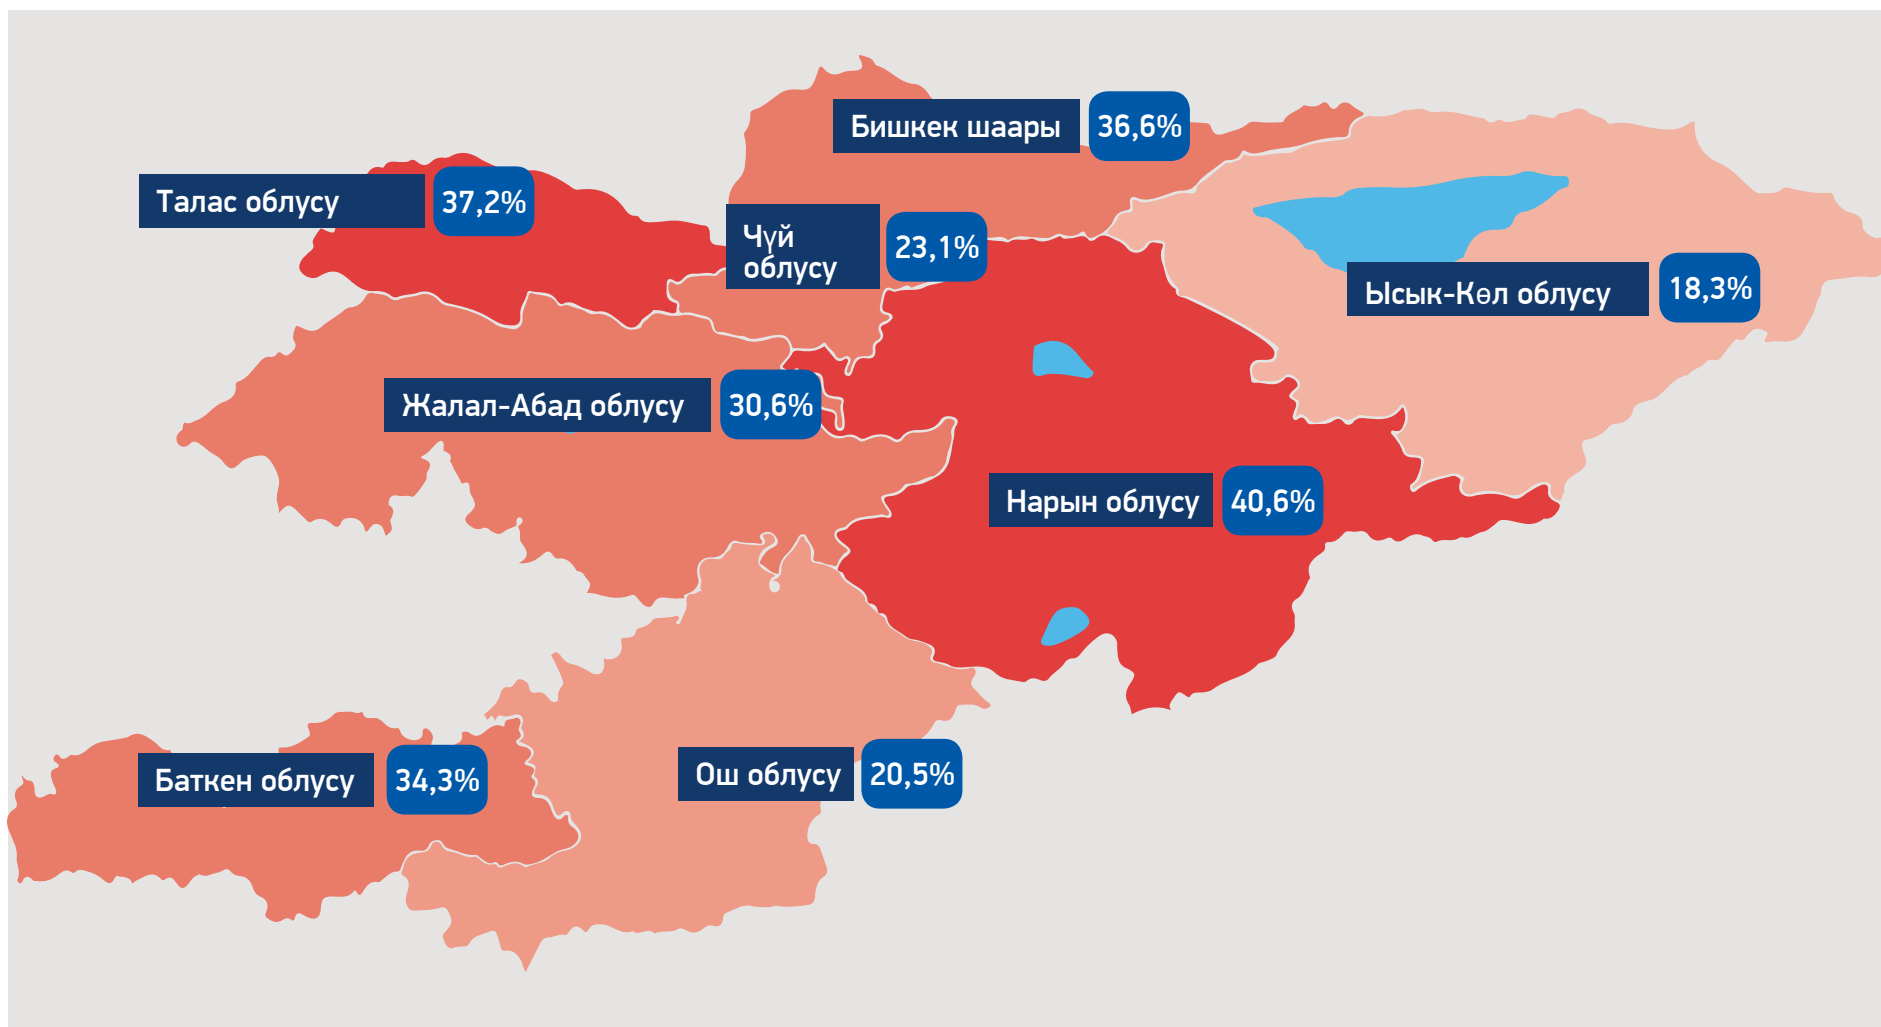 Бишкек шаары 36,6%
Талас облусу 37,2%
Чүй
облусу 23,1%
Ысык-Көл облусу 18,3%
Жалал-Абад облусу 30,6%
Нарын облусу 40,6%
Баткен облусу 34,3%
Ош облусу 20,5%